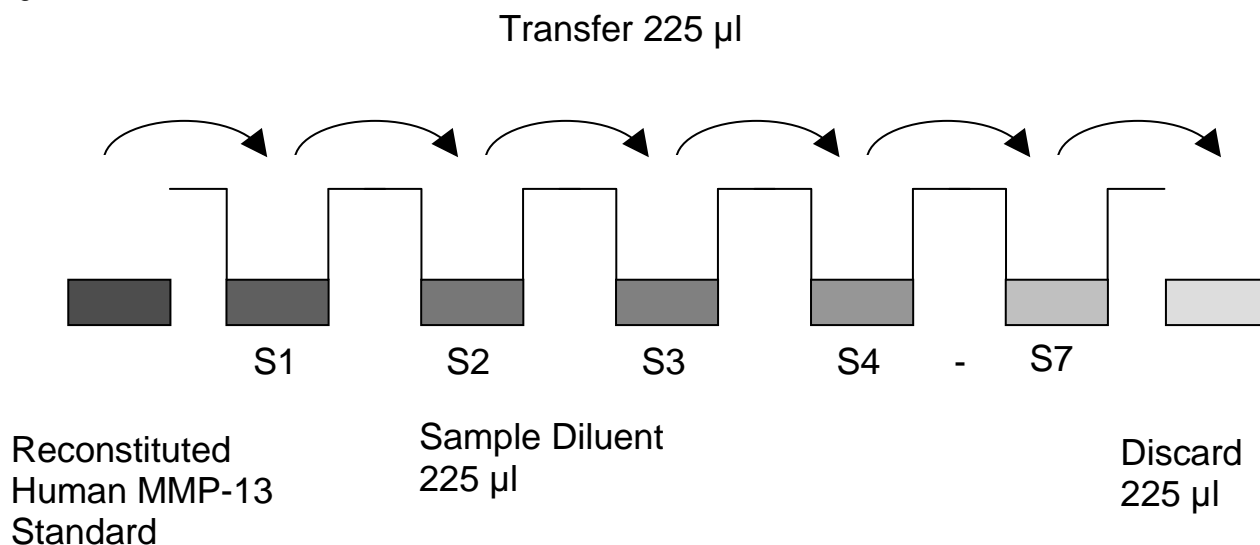 Transfer 225 µl
S1 S2 S3 S4 - S7
Reconstituted
Human MMP-13
Standard
Sample Diluent
225 µl
Discard
225 µl